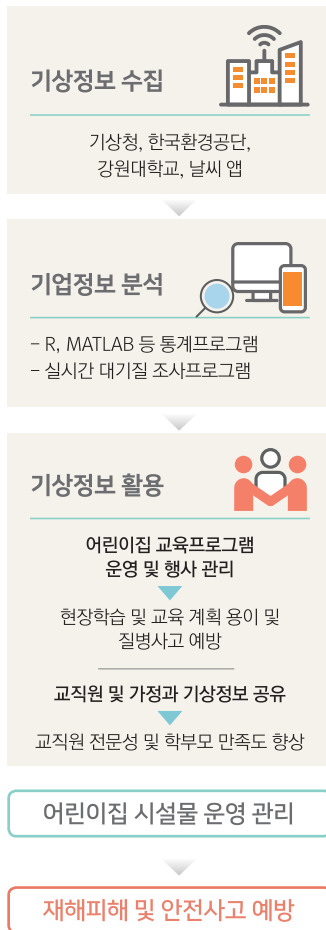 기상정보 수집
기상청, 한국환경공단,
강원대학교, 날씨 앱
기업정보 분석
– R, MATLAB 등 통계프로그램
– 실시간 대기질 조사프로그램
기상정보 활용
어린이집 교육프로그램
운영 및 행사 관리
현장학습 및 교육 계획 용이 및
질병사고 예방
교직원 및 가정과 기상정보 공유
교직원 전문성 및 학부모 만족도 향상
어린이집 시설물 운영 관리
재해피해 및 안전사고 예방